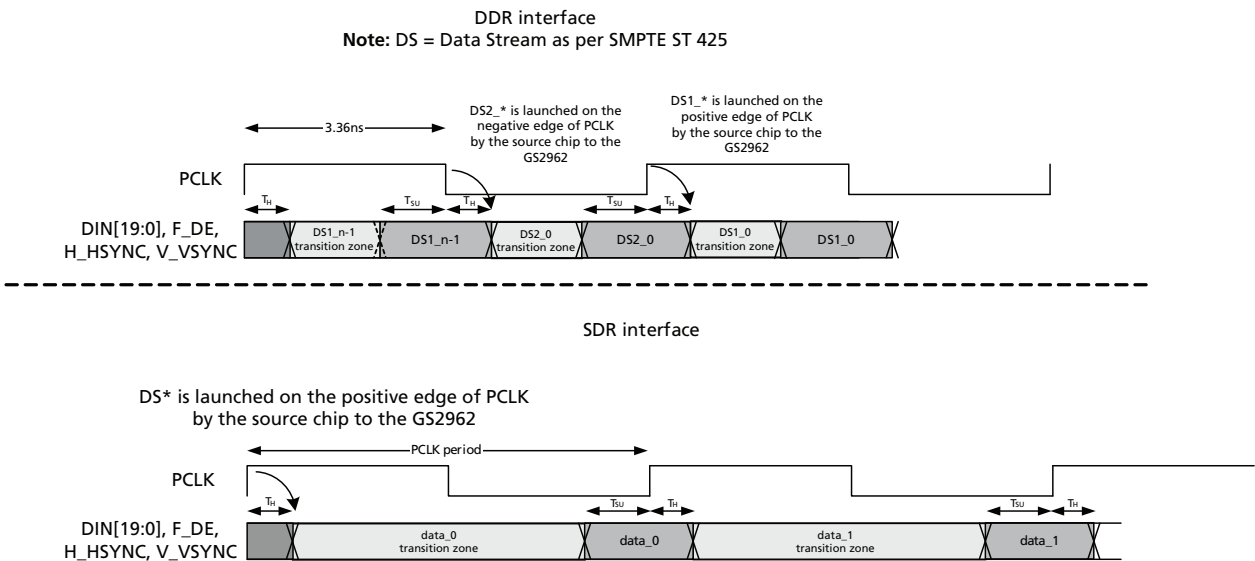 DDR interface
Note: DS = Data Stream as per SMPTE ST 425
3.36ns
DS2_* is launched on the
negative edge of PCLK
by the source chip to the
GS2962
DS1_* is launched on the
positive edge of PCLK
by the source chip to the
GS2962
PCLK
TH
TSU
TH
TSU
TH
DIN[19:0], F_DE,
H_HSYNC, V_VSYNC
DS1_n-1
transition zone
DS1_n-1
DS2_0
transition zone
DS2_0
DS1_0
transition zone
DS1_0
SDR interface
DS* is launched on the positive edge of PCLK
by the source chip to the GS2962
PCLK period
PCLK
TH
TSU
TH
TSU
TH
DIN[19:0], F_DE,
H_HSYNC, V_VSYNC
data_0
transition zone
data_0
data_1
transition zone
data_1